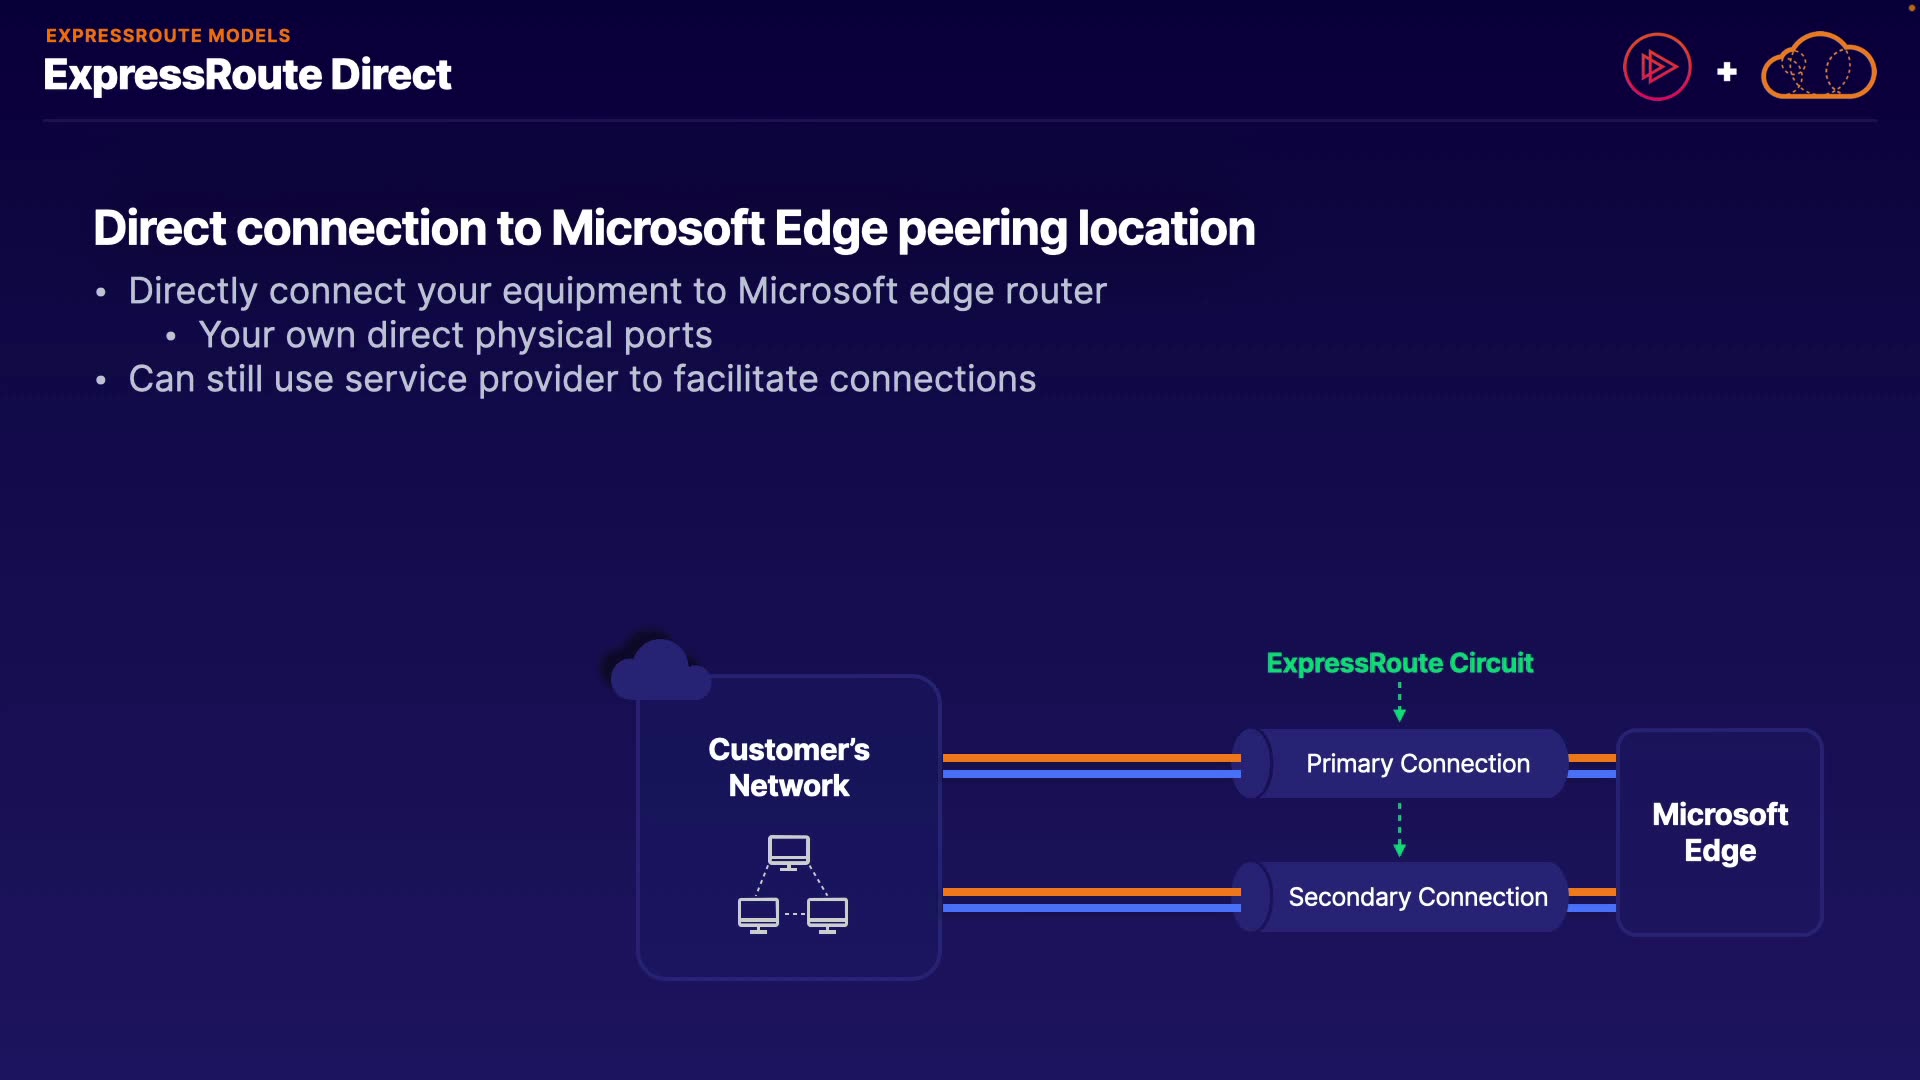 EXPRESSROUTE MODELS
ExpressRoute Direct
Direct connection to Microsoft Edge peering location
• Directly connect your equipment to Microsoft edge router
• Your own direct physical ports
• Can still use service provider to facilitate connections
ExpressRoute Circuit
Customer’s
Network
Primary Connection
Secondary Connection
Microsoft
Edge